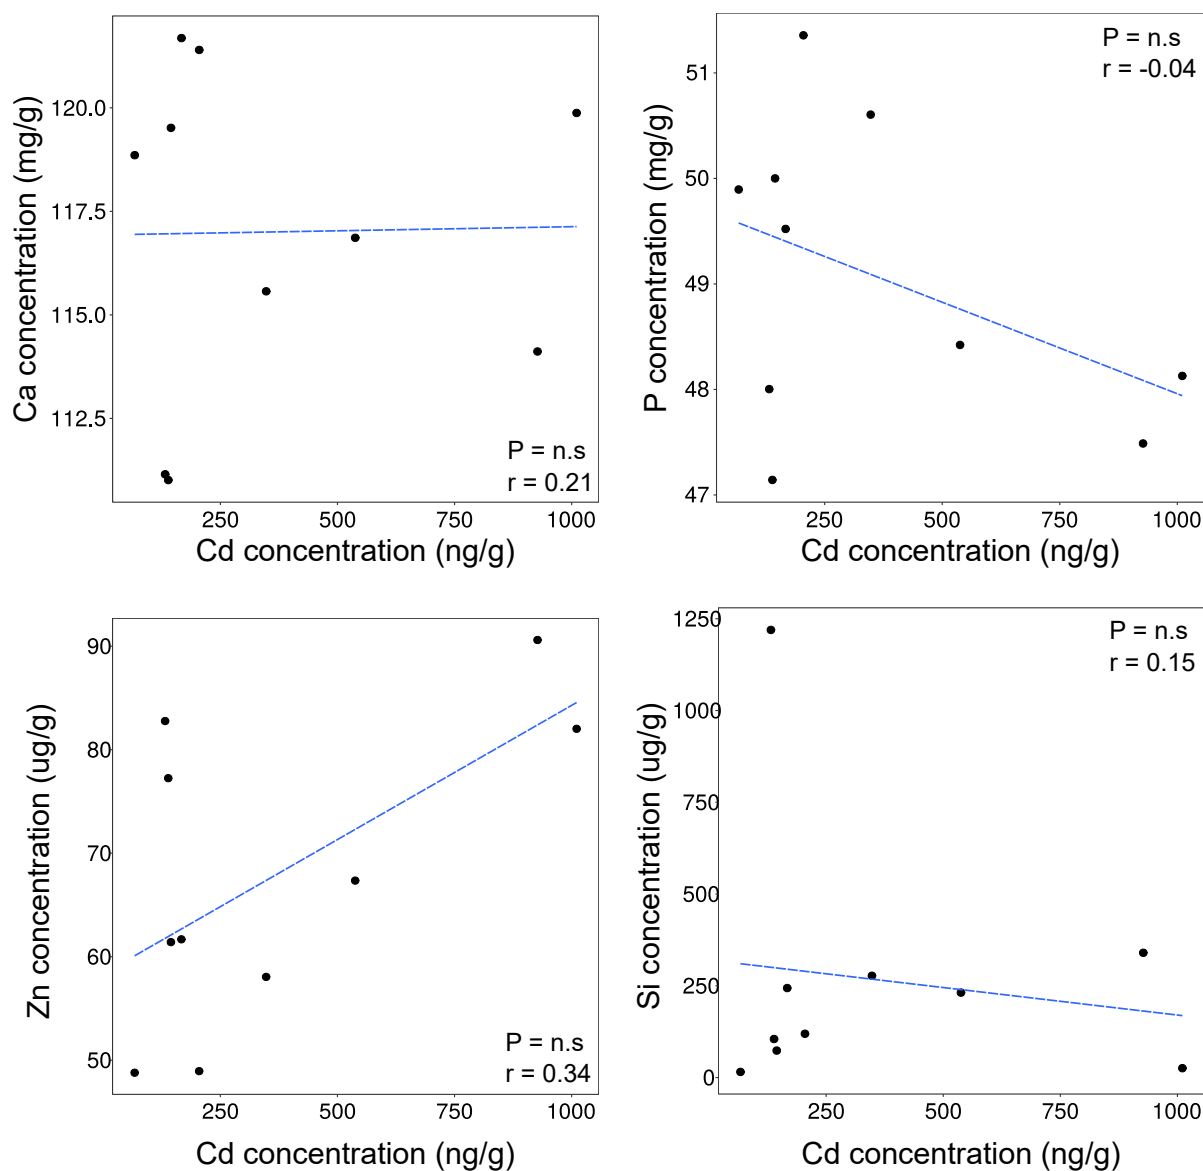 Ca concentration (mg/g)
120.0
117.5
115.0
112.5
P = n.s
r = 0.21
250 500 750 1000
Cd concentration (ng/g)
P concentration (mg/g)
51
50
49
48
47
P = n.s
r = -0.04
250 500 750 1000
Cd concentration (ng/g)
Zn concentration (ug/g)
90
80
70
60
50
P = n.s
r = 0.34
250 500 750 1000
Cd concentration (ng/g)
Si concentration (ug/g)
1250
1000
750
500
250
0
P = n.s
r = 0.15
250 500 750 1000
Cd concentration (ng/g)